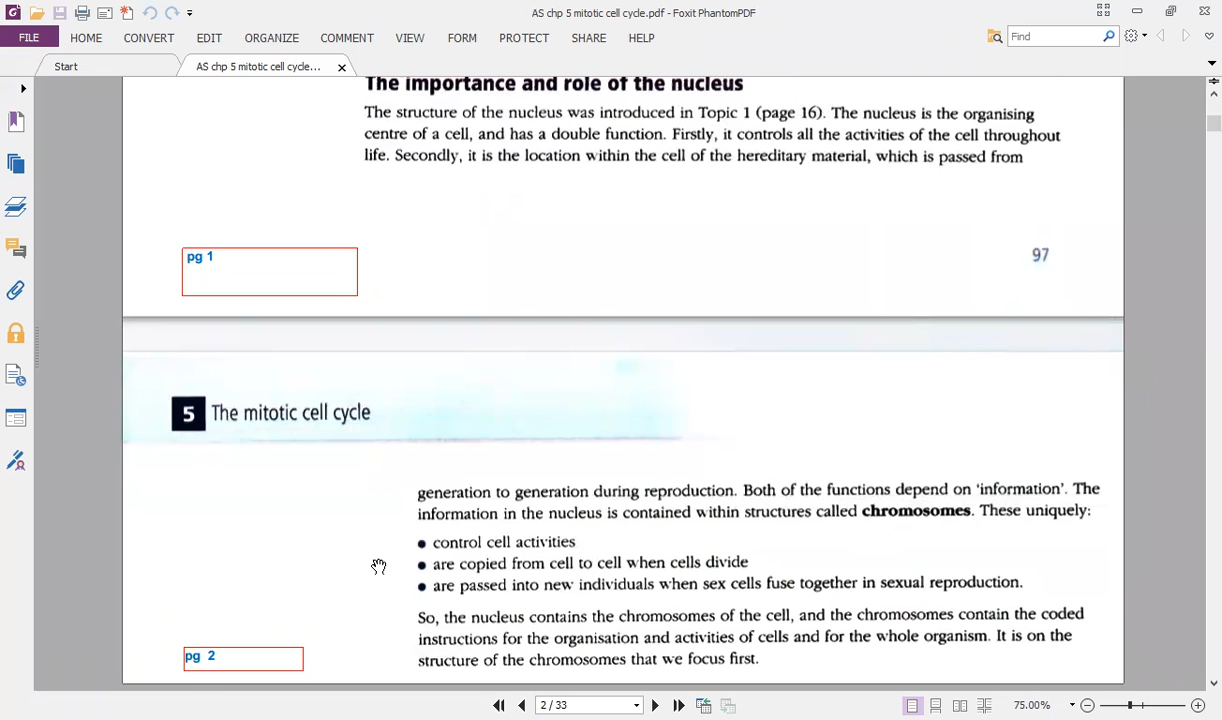 AS chp 5 mitotic cell cycle.pdf - Foxit PhantomPDF
FILE HOME CONVERT EDIT ORGANIZE COMMENT VIEW FORM PROTECT SHARE HELP Find
Start AS chp 5 mitotic cell cycle...
The importance and role of the nucleus
The structure of the nucleus was introduced in Topic 1 (page 16). The nucleus is the organising
centre of a cell, and has a double function. Firstly, it controls all the activities of the cell throughout
life. Secondly, it is the location within the cell of the hereditary material, which is passed from
pg 1
97
5 The mitotic cell cycle
generation to generation during reproduction. Both of the functions depend on 'information'. The
information in the nucleus is contained within structures called chromosomes. These uniquely:
• control cell activities
• are copied from cell to cell when cells divide
• are passed into new individuals when sex cells fuse together in sexual reproduction.
So, the nucleus contains the chromosomes of the cell, and the chromosomes contain the coded
instructions for the organisation and activities of cells and for the whole organism. It is on the
structure of the chromosomes that we focus first.
pg 2
2 / 33 75.00%